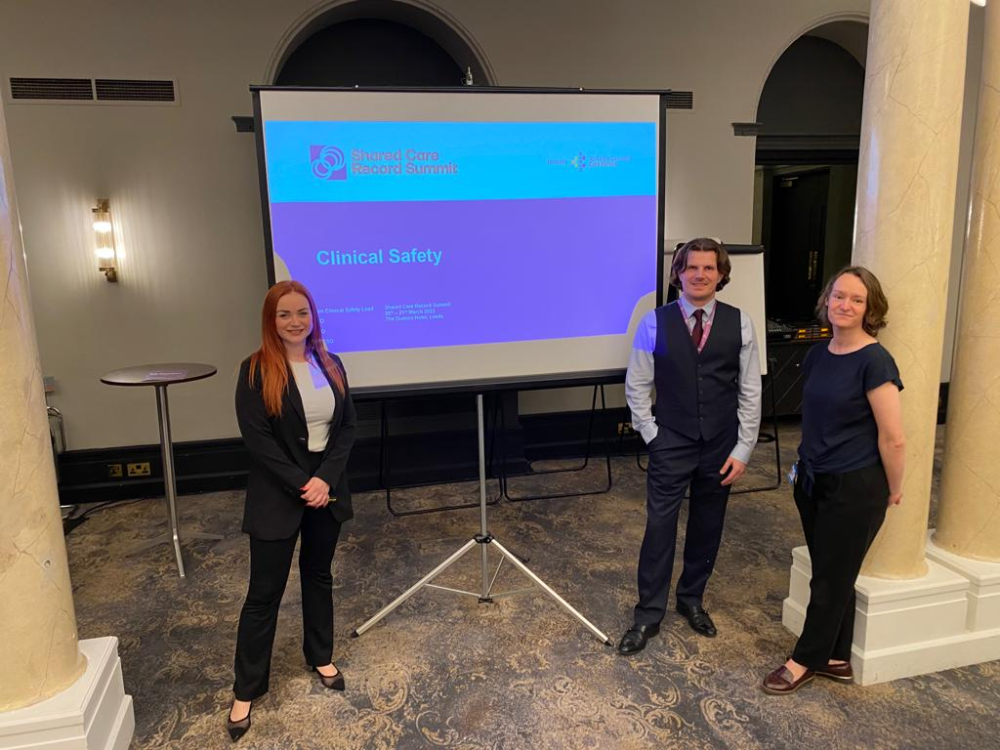 Shared Care
Record Summit
Clinical Safety
Clinical Safety Lead
Shared Care Record Summit
20th – 21st March 2023
The Queens Hotel, Leeds